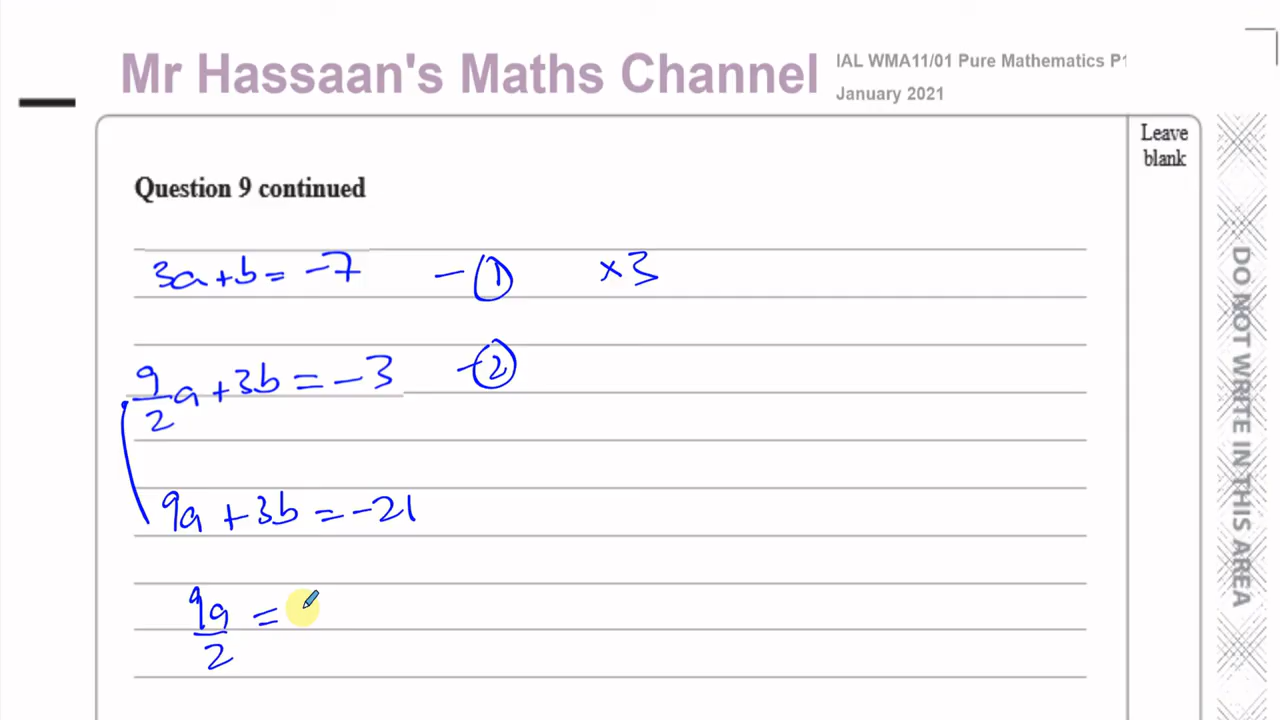 Mr Hassaan's Maths Channel
IAL WMA11/01 Pure Mathematics P1
January 2021
Leave
blank
Question 9 continued
3a+b = -7 - ① ×3
9/2 a + 3b = -3 - ②
9a + 3b = -21
9a/2 =
DO NOT WRITE IN THIS AREA